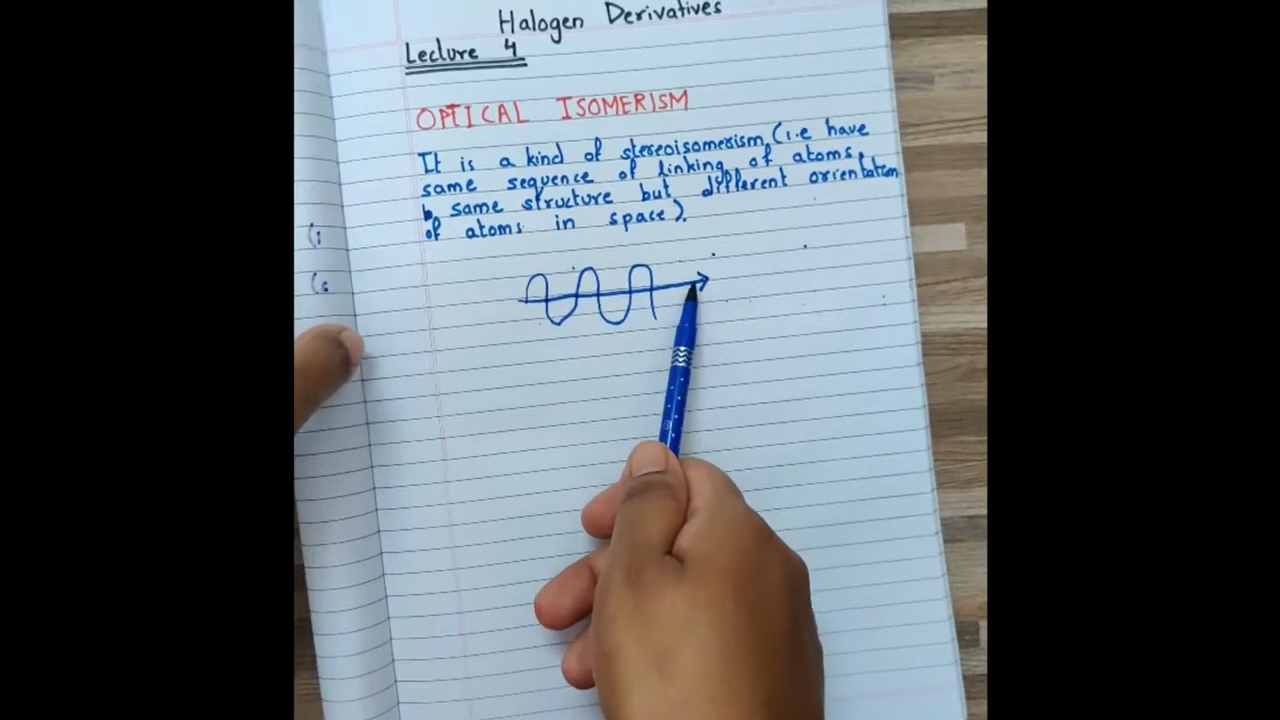 Halogen Derivatives
Lecture 4
OPTICAL ISOMERISM
It is a kind of stereoisomerism (i.e have
same sequence of linking of atoms,
same structure but different orientation
of atoms in space).